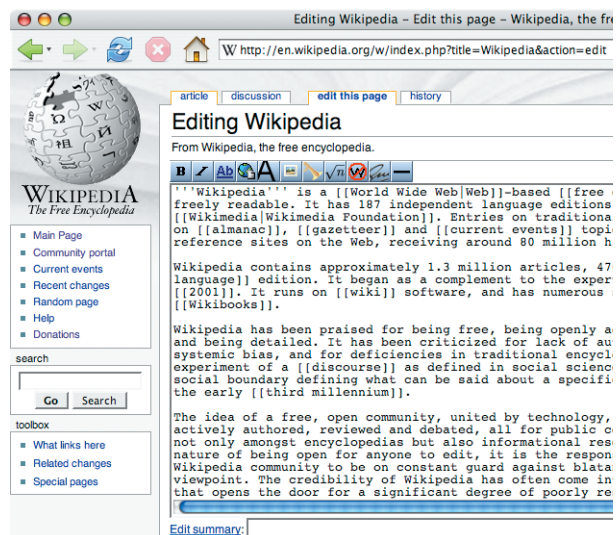 Editing Wikipedia – Edit this page – Wikipedia, the fr
W http://en.wikipedia.org/w/index.php?title=Wikipedia&action=edit
article discussion edit this page history
Editing Wikipedia
From Wikipedia, the free encyclopedia.
B I Ab A √n W
WIKIPEDIA
The Free Encyclopedia
Main Page
Community portal
Current events
Recent changes
Random page
Help
Donations
search
Go Search
toolbox
What links here
Related changes
Special pages
'''Wikipedia''' is a [[World Wide Web|Web]]-based [[free
freely readable. It has 187 independent language editions
[[Wikimedia|Wikimedia Foundation]]. Entries on traditiona
on [[almanac]], [[gazetteer]] and [[current events]] topi
reference sites on the Web, receiving around 80 million h
Wikipedia contains approximately 1.3 million articles, 47
language]] edition. It began as a complement to the exper
[[2001]]. It runs on [[wiki]] software, and has numerous
[[Wikibooks]].
Wikipedia has been praised for being free, being openly a
and being detailed. It has been criticized for lack of au
systemic bias, and for deficiencies in traditional encycl
experiment of a [[discourse]] as defined in social scienc
social boundary defining what can be said about a specifi
the early [[third millennium]].
The idea of a free, open community, united by technology,
actively authored, reviewed and debated, all for public c
not only amongst encyclopedias but also informational res
nature of being open for anyone to edit, it is the respon
Wikipedia community to be on constant guard against blata
viewpoint. The credibility of Wikipedia has often come in
that opens the door for a significant degree of poorly re
Edit summary: